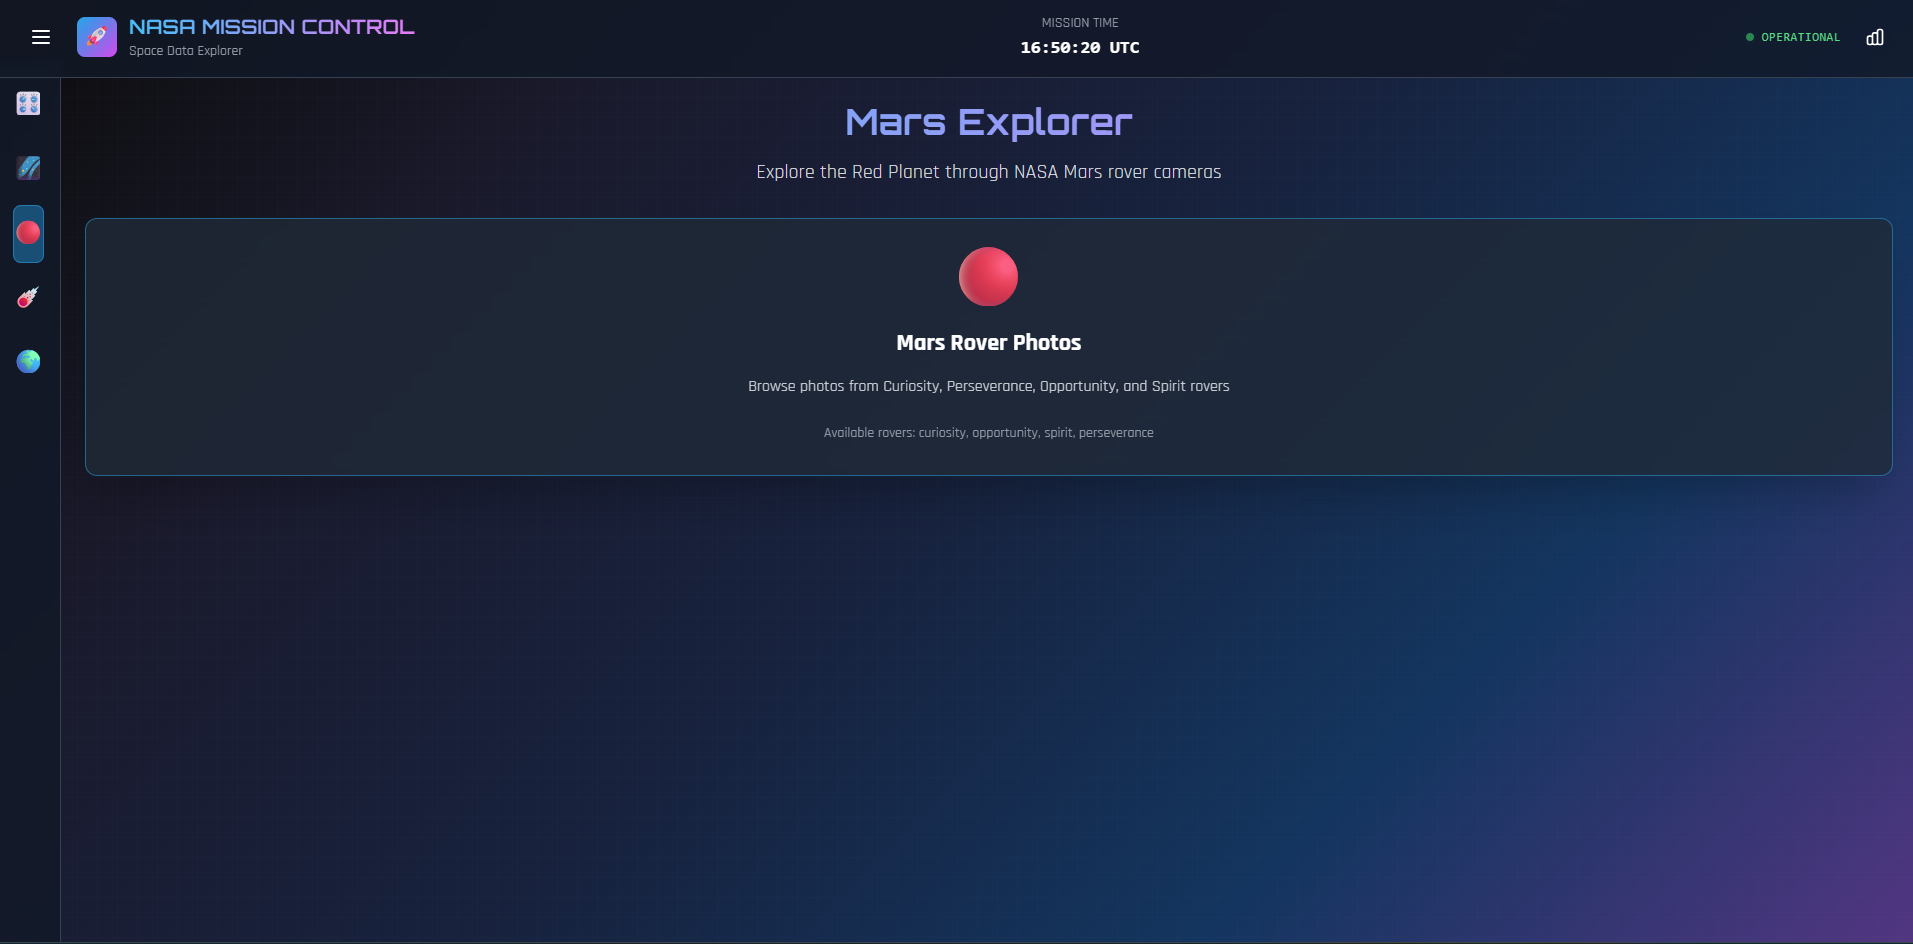 NASA MISSION CONTROL
Space Data Explorer
MISSION TIME
16:50:20 UTC
OPERATIONAL
Mars Explorer
Explore the Red Planet through NASA Mars rover cameras
Mars Rover Photos
Browse photos from Curiosity, Perseverance, Opportunity, and Spirit rovers
Available rovers: curiosity, opportunity, spirit, perseverance